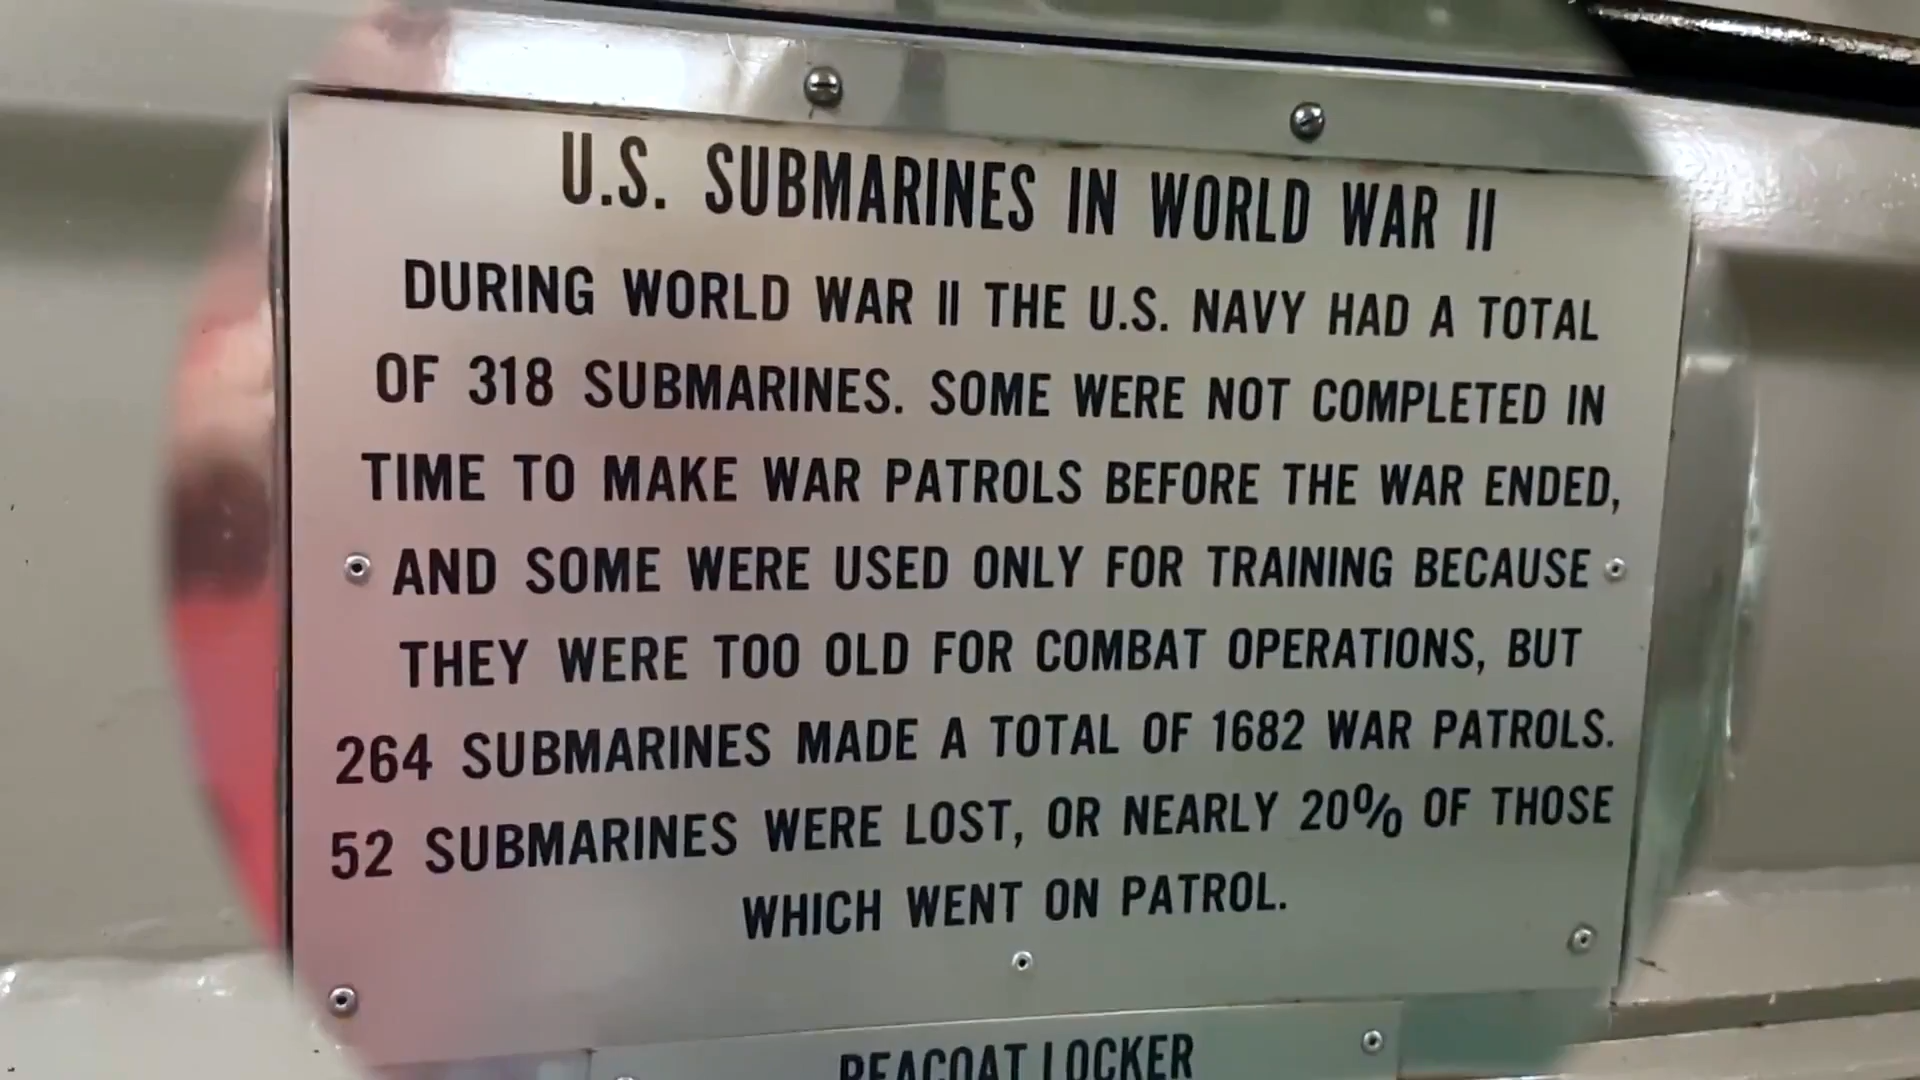 U.S. SUBMARINES IN WORLD WAR II
DURING WORLD WAR II THE U.S. NAVY HAD A TOTAL
OF 318 SUBMARINES. SOME WERE NOT COMPLETED IN
TIME TO MAKE WAR PATROLS BEFORE THE WAR ENDED,
AND SOME WERE USED ONLY FOR TRAINING BECAUSE
THEY WERE TOO OLD FOR COMBAT OPERATIONS, BUT
264 SUBMARINES MADE A TOTAL OF 1682 WAR PATROLS.
52 SUBMARINES WERE LOST, OR NEARLY 20% OF THOSE
WHICH WENT ON PATROL.
PEACOAT LOCKER